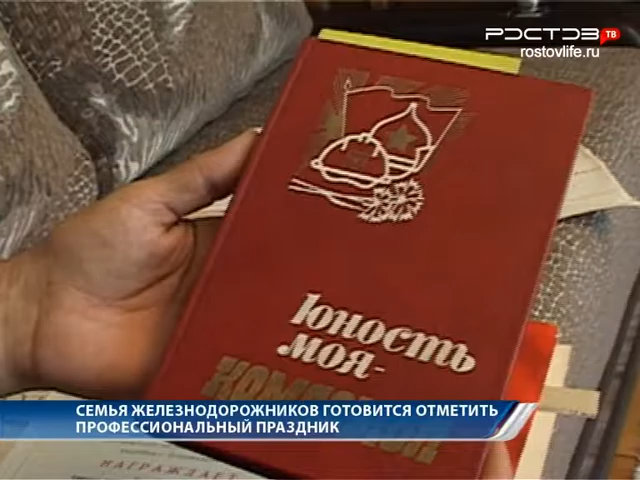 РОСТОВ ТВ
rostovlife.ru
Юность
моя-
СЕМЬЯ ЖЕЛЕЗНОДОРОЖНИКОВ ГОТОВИТСЯ ОТМЕТИТЬ
ПРОФЕССИОНАЛЬНЫЙ ПРАЗДНИК
НАГРАЖДАЕТ